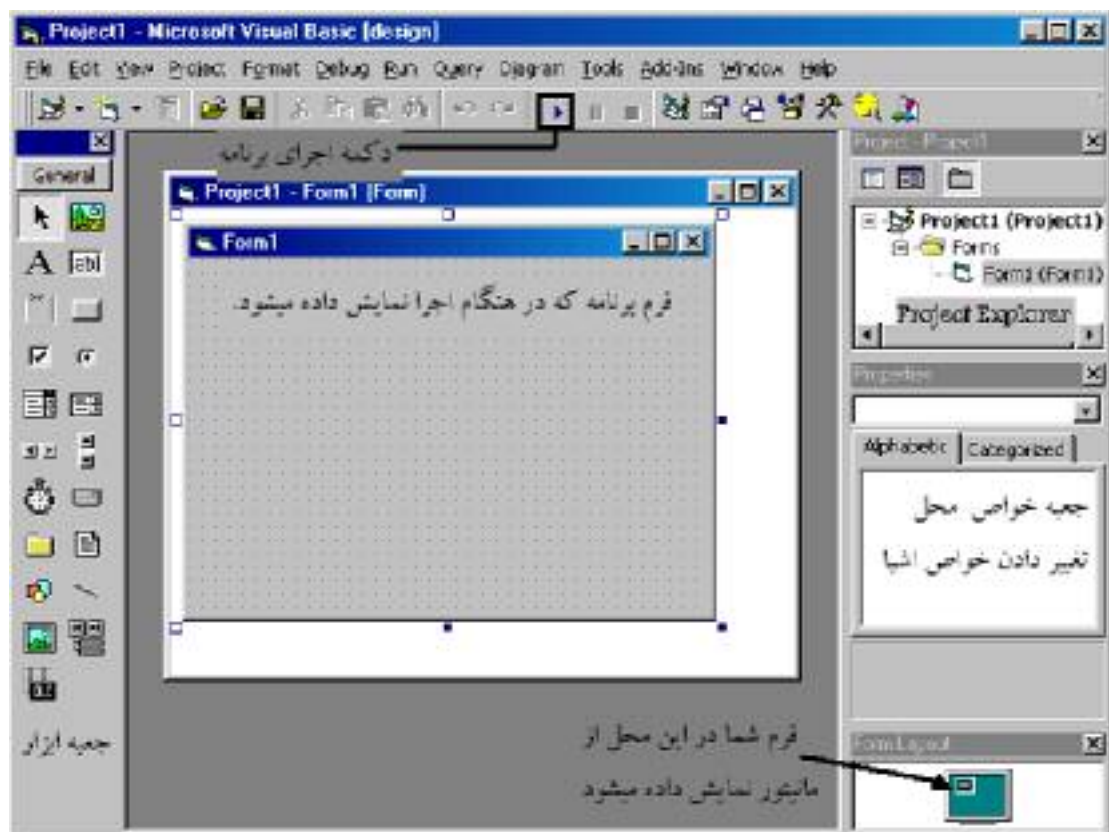 Project1 - Microsoft Visual Basic [design]
File Edit View Project Format Debug Run Query Diagram Tools Add-Ins Window Help
دکمه اجرای برنامه
General
Project1 - Form1 (Form)
Form1
فرم برنامه که در هنگام اجرا نمایش داده میشود.
A
abl
جعبه ابزار
Project - Project1
Project1 (Project1)
Forms
Form1 (Form1)
Project Explorer
Properties
Alphabetic Categorized
جعبه خواص محل
تغییر دادن خواص اشیا
فرم شما در این محل از
مانیتور نمایش داده میشود
Form Layout